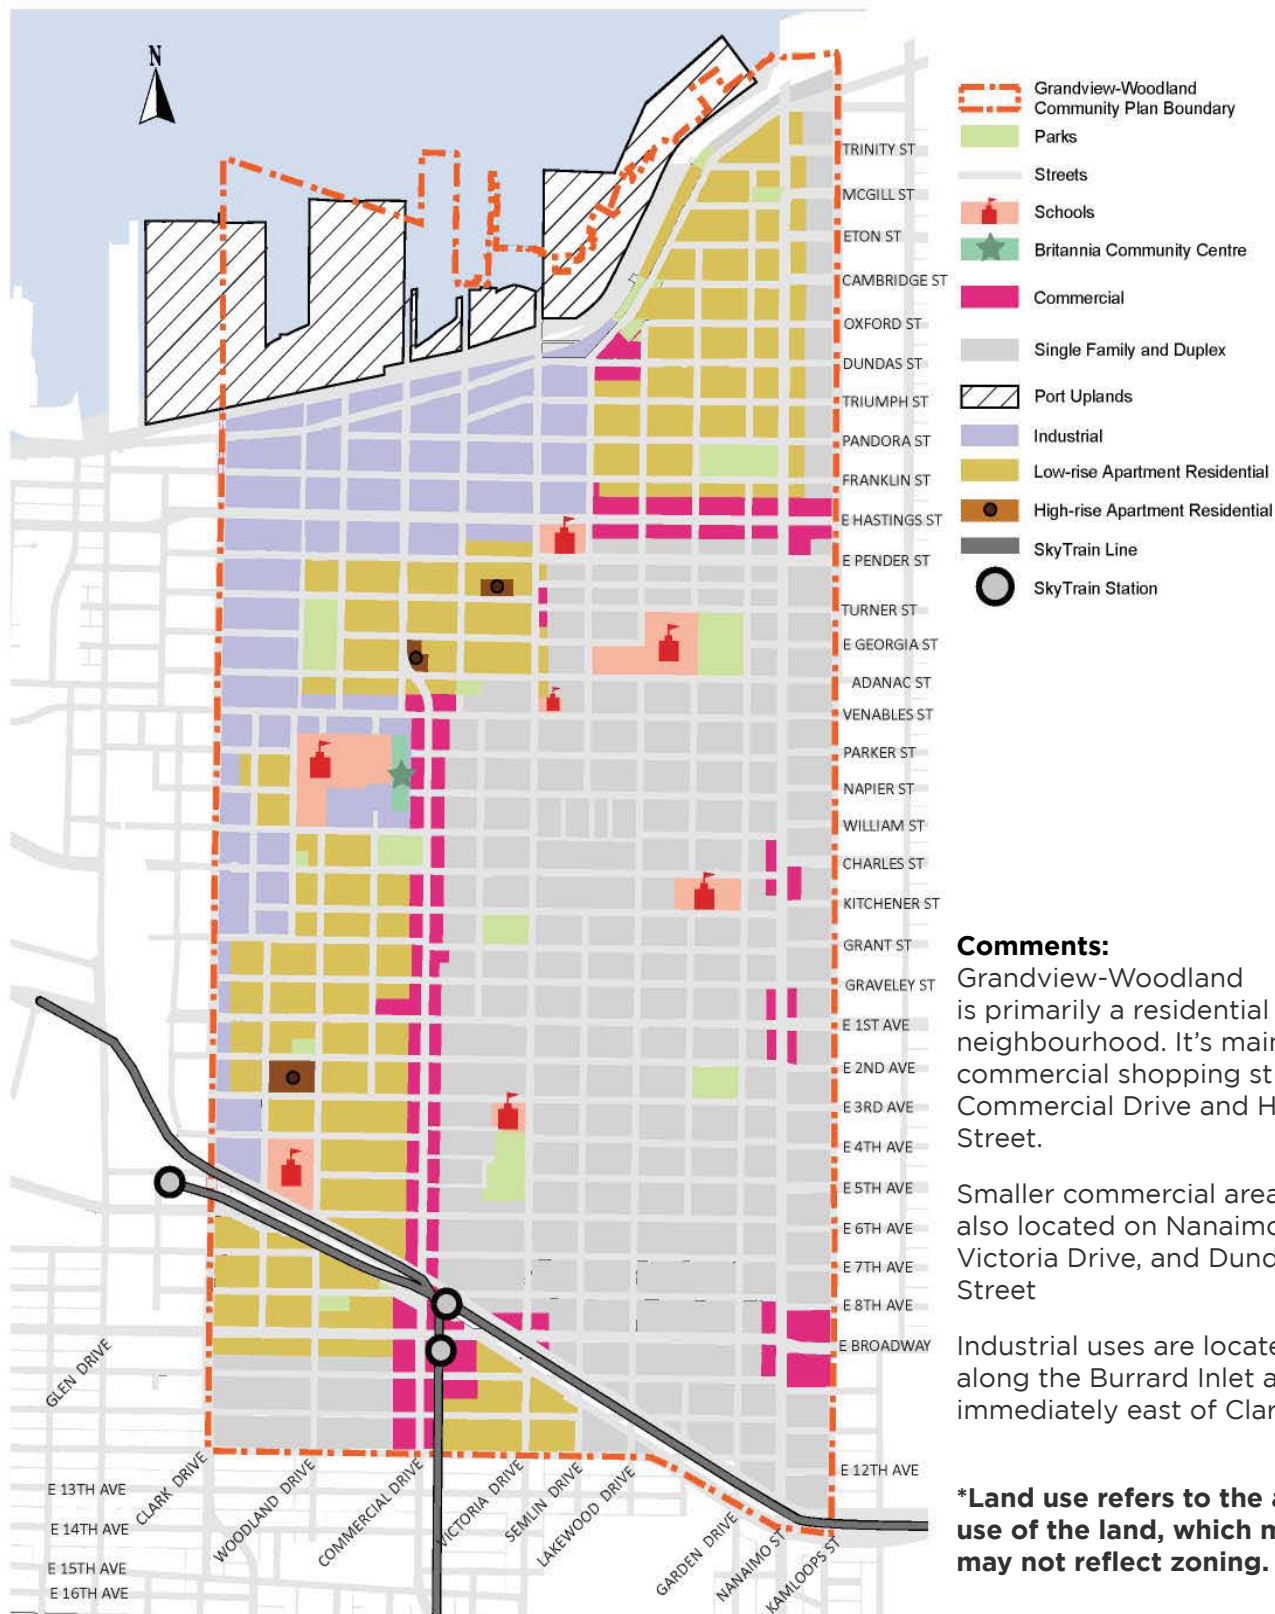 N
Grandview-Woodland
Community Plan Boundary
Parks
Streets
Schools
Britannia Community Centre
Commercial
Single Family and Duplex
Port Uplands
Industrial
Low-rise Apartment Residential
High-rise Apartment Residential
SkyTrain Line
SkyTrain Station
TRINITY ST
MCGILL ST
ETON ST
CAMBRIDGE ST
OXFORD ST
DUNDAS ST
TRIUMPH ST
PANDORA ST
FRANKLIN ST
E HASTINGS ST
E PENDER ST
TURNER ST
E GEORGIA ST
ADANAC ST
VENABLES ST
PARKER ST
NAPIER ST
WILLIAM ST
CHARLES ST
KITCHENER ST
GRANT ST
GRAVELEY ST
E 1ST AVE
E 2ND AVE
E 3RD AVE
E 4TH AVE
E 5TH AVE
E 6TH AVE
E 7TH AVE
E 8TH AVE
E BROADWAY
E 12TH AVE
GLEN DRIVE
CLARK DRIVE
WOODLAND DRIVE
COMMERCIAL DRIVE
VICTORIA DRIVE
SEMLIN DRIVE
LAKEWOOD DRIVE
GARDEN DRIVE
NANAIMO ST
KAMLOOPS ST
E 13TH AVE
E 14TH AVE
E 15TH AVE
E 16TH AVE
Comments:
Grandview-Woodland
is primarily a residential
neighbourhood. It's main
commercial shopping st
Commercial Drive and H
Street.
Smaller commercial area
also located on Nanaimo
Victoria Drive, and Dund
Street
Industrial uses are locate
along the Burrard Inlet a
immediately east of Clar
*Land use refers to the a
use of the land, which m
may not reflect zoning.